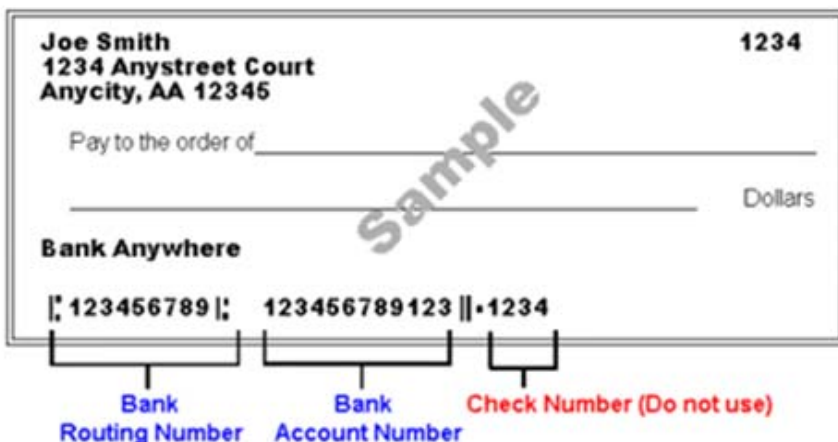 Joe Smith 1234
1234 Anystreet Court
Anycity, AA 12345
Sample
Pay to the order of
Dollars
Bank Anywhere
⑆123456789⑆ 123456789123⑈1234
Bank Routing Number
Bank Account Number
Check Number (Do not use)